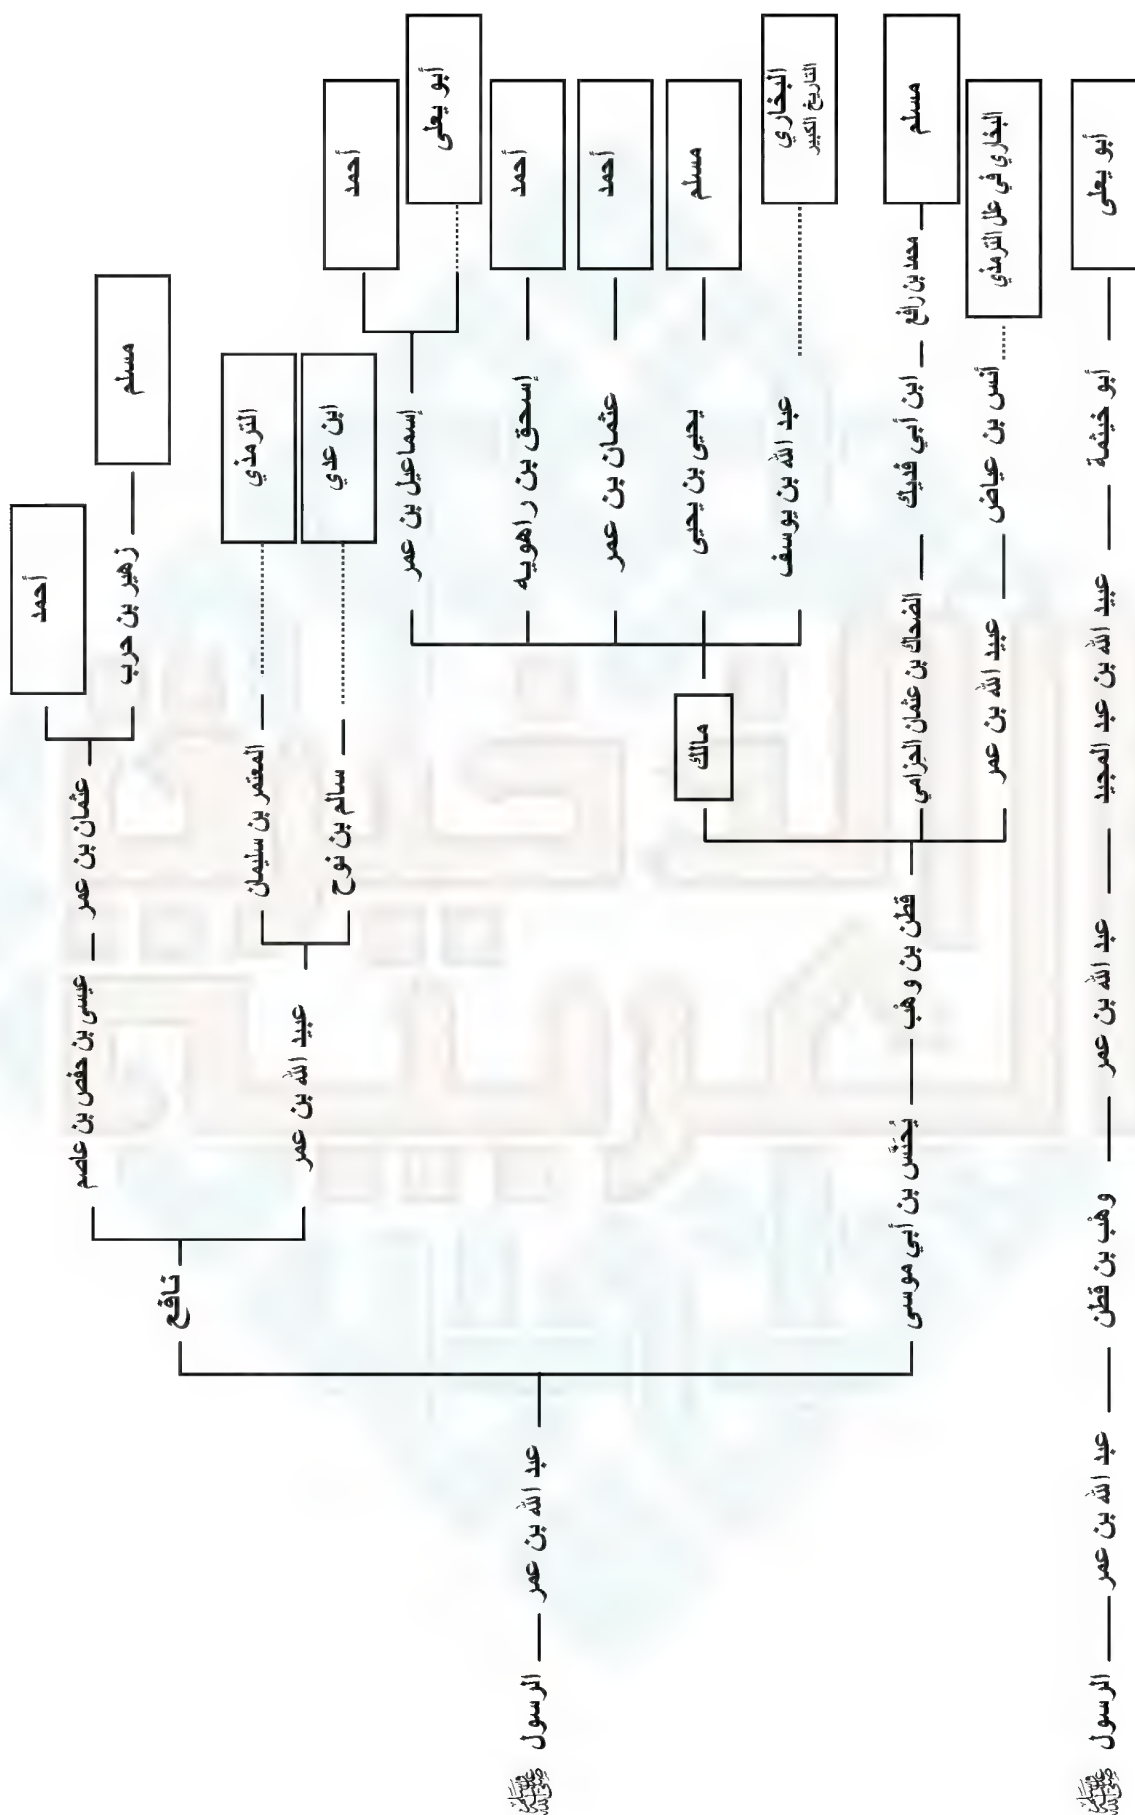 الرسول ﷺ
عبد الله بن عمر
نافع
عيسى بن حفص بن عاصم
عثمان بن عمر
أحمد
زهير بن حرب
مسلم
عبيد الله بن عمر
المعتمر بن سليمان
الترمذي
سالم بن نوح
ابن عدي
يُحَنَّس بن أبي موسى
قطن بن وهب
مالك
إسماعيل بن عمر
أحمد
أبو يعلى
إسحق بن راهويه
أحمد
عثمان بن عمر
أحمد
يحيى بن يحيى
مسلم
عبد الله بن يوسف
البخاري
التاريخ الكبير
الضحاك بن عثمان الحزامي
ابن أبي فديك
محمد بن رافع
مسلم
عبيد الله بن عمر
أنس بن عياض
البخاري في علل الترمذي
الرسول ﷺ
عبد الله بن عمر
وهب بن قطن
عبد الله بن عمر
عبيد الله بن عبد المجيد
أبو خيثمة
أبو يعلى